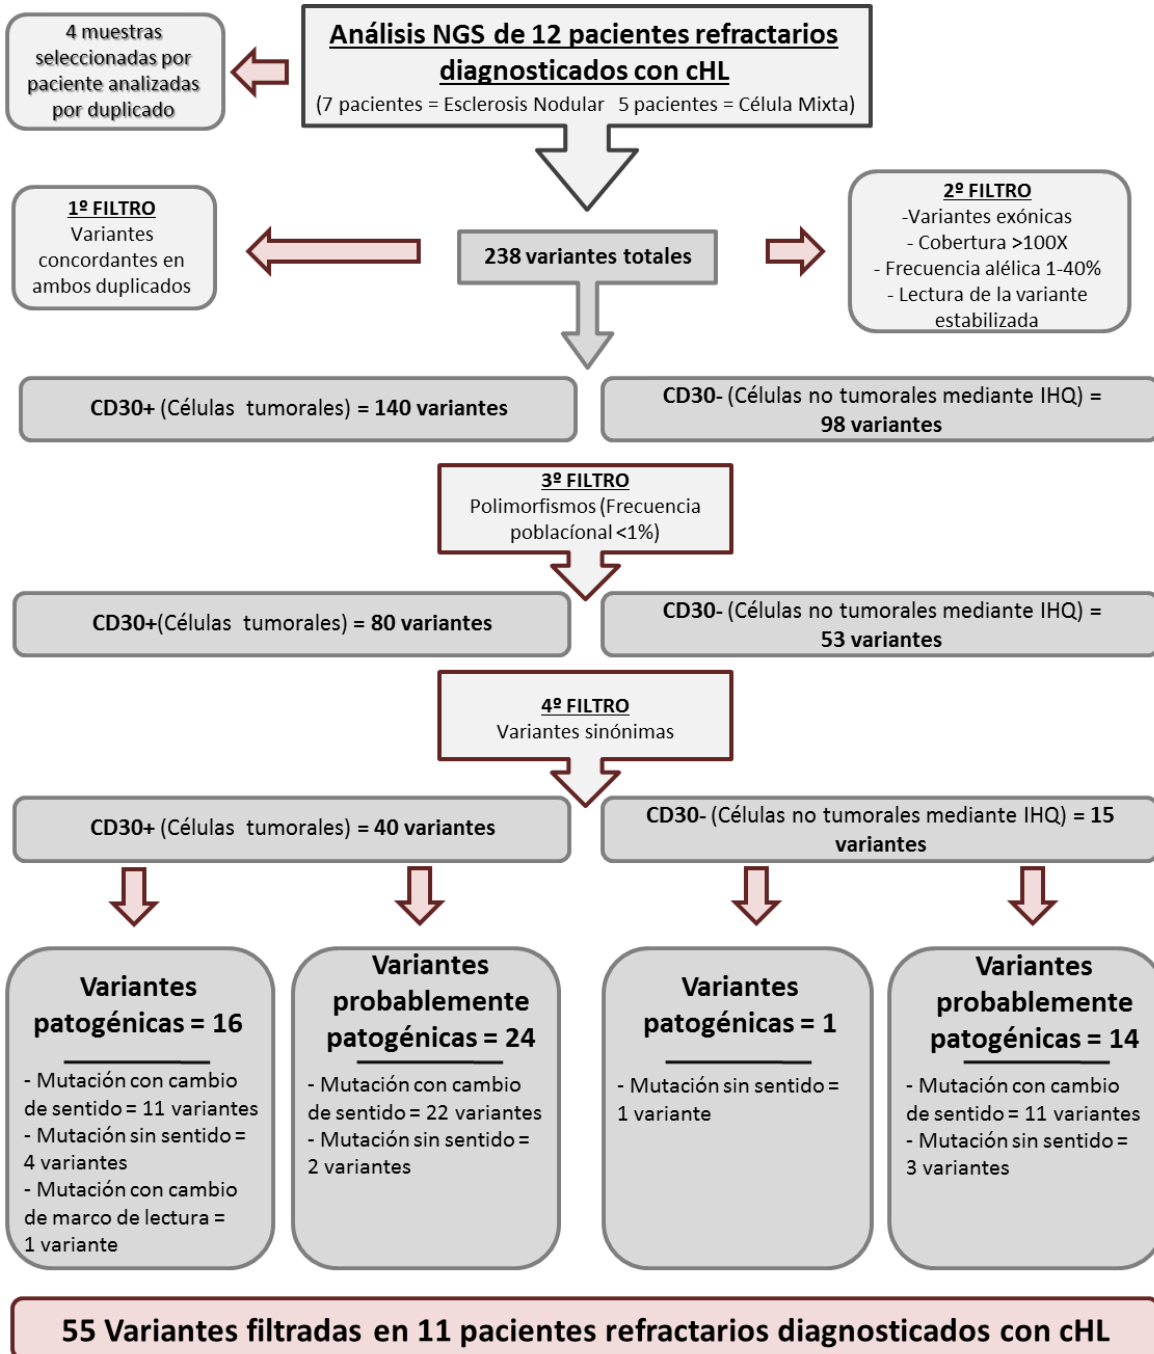 4 muestras
seleccionadas por
paciente analizadas
por duplicado
Análisis NGS de 12 pacientes refractarios
diagnosticados con cHL
(7 pacientes = Esclerosis Nodular 5 pacientes = Célula Mixta)
1º FILTRO
Variantes
concordantes en
ambos duplicados
238 variantes totales
2º FILTRO
-Variantes exónicas
- Cobertura >100X
- Frecuencia alélica 1-40%
- Lectura de la variante
estabilizada
CD30+ (Células tumorales) = 140 variantes
CD30- (Células no tumorales mediante IHQ) =
98 variantes
3º FILTRO
Polimorfismos (Frecuencia
poblacíonal <1%)
CD30+(Células tumorales) = 80 variantes
CD30- (Células no tumorales mediante IHQ) =
53 variantes
4º FILTRO
Variantes sinónimas
CD30+ (Células tumorales) = 40 variantes
CD30- (Células no tumorales mediante IHQ) = 15
variantes
Variantes
patogénicas = 16
- Mutación con cambio
de sentido = 11 variantes
- Mutación sin sentido =
4 variantes
- Mutación con cambio
de marco de lectura =
1 variante
Variantes
probablemente
patogénicas = 24
- Mutación con cambio
de sentido = 22 variantes
- Mutación sin sentido =
2 variantes
Variantes
patogénicas = 1
- Mutación sin sentido =
1 variante
Variantes
probablemente
patogénicas = 14
- Mutación con cambio
de sentido = 11 variantes
- Mutación sin sentido =
3 variantes
55 Variantes filtradas en 11 pacientes refractarios diagnosticados con cHL